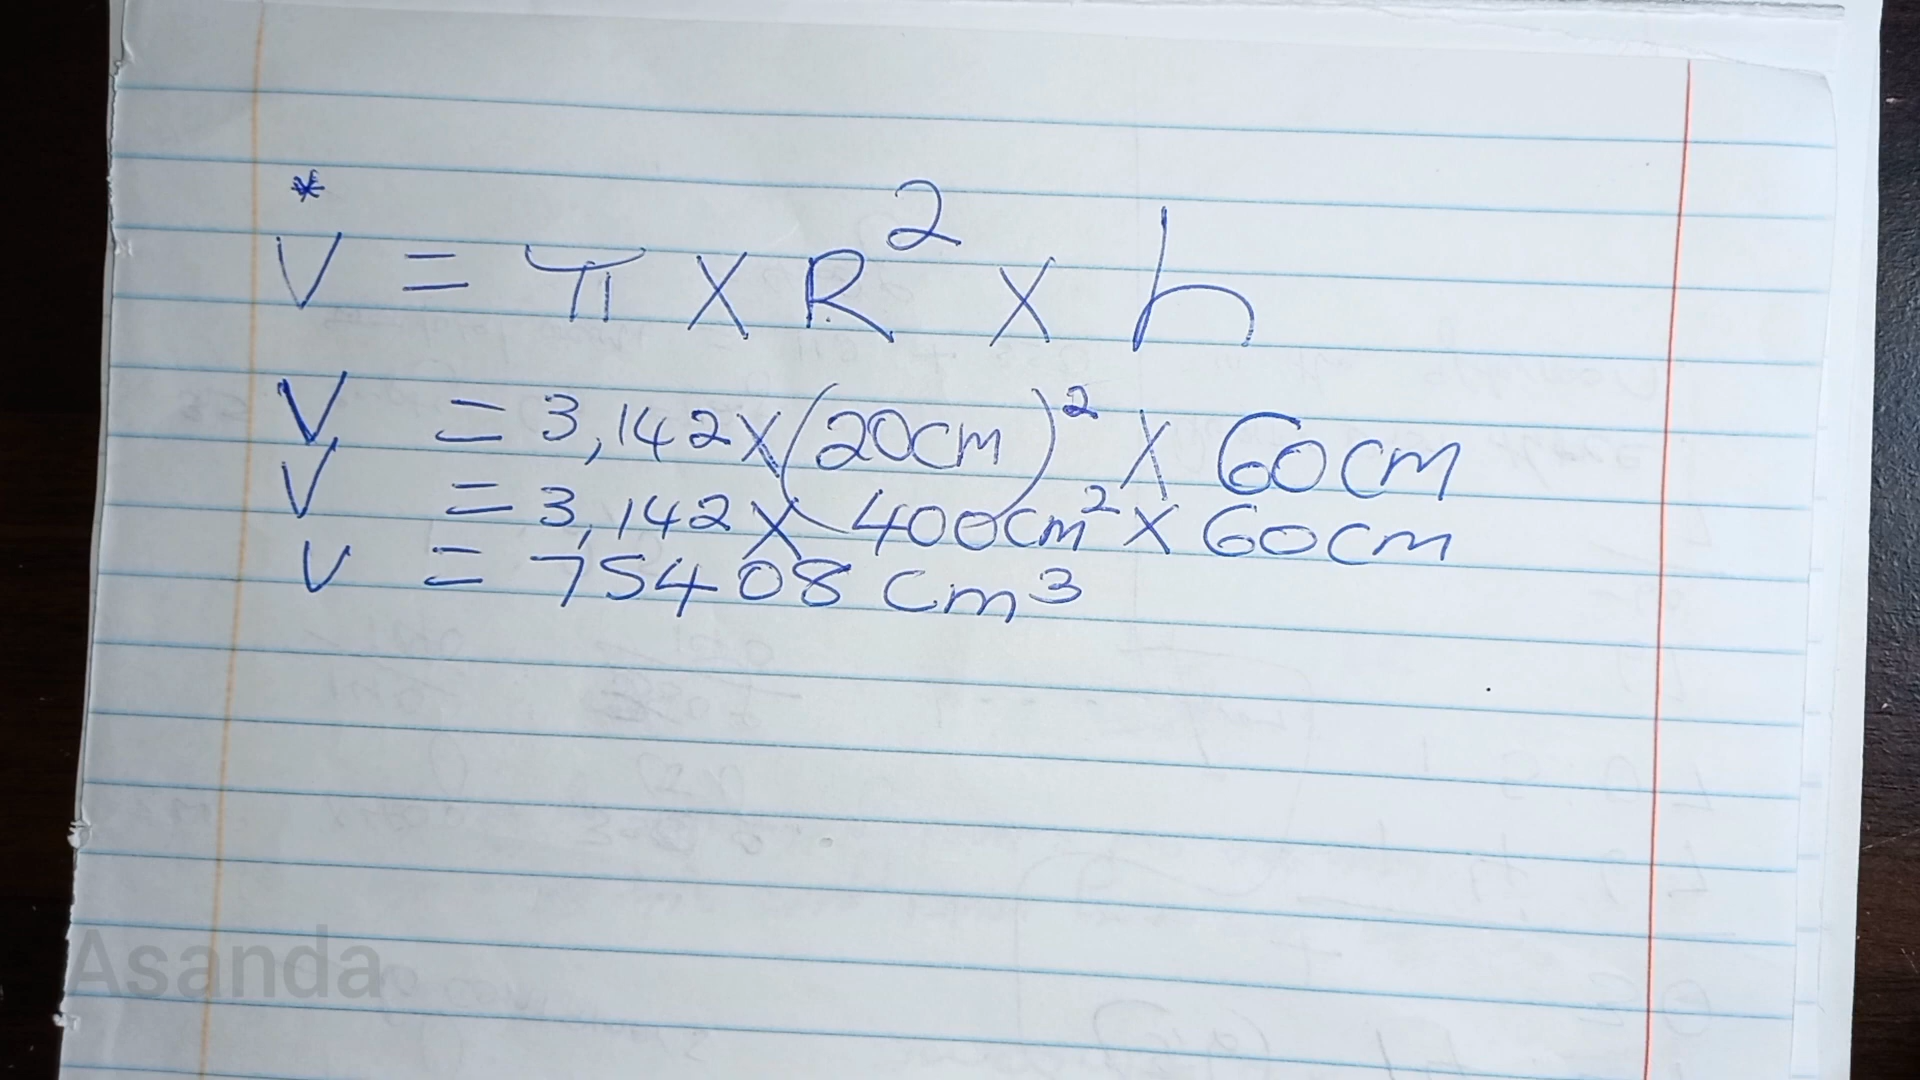 *
V = π X R² X h
V = 3,142 X (20cm)² X 60cm
V = 3,142 X 400cm² X 60cm
V = 75408 cm³
Asanda